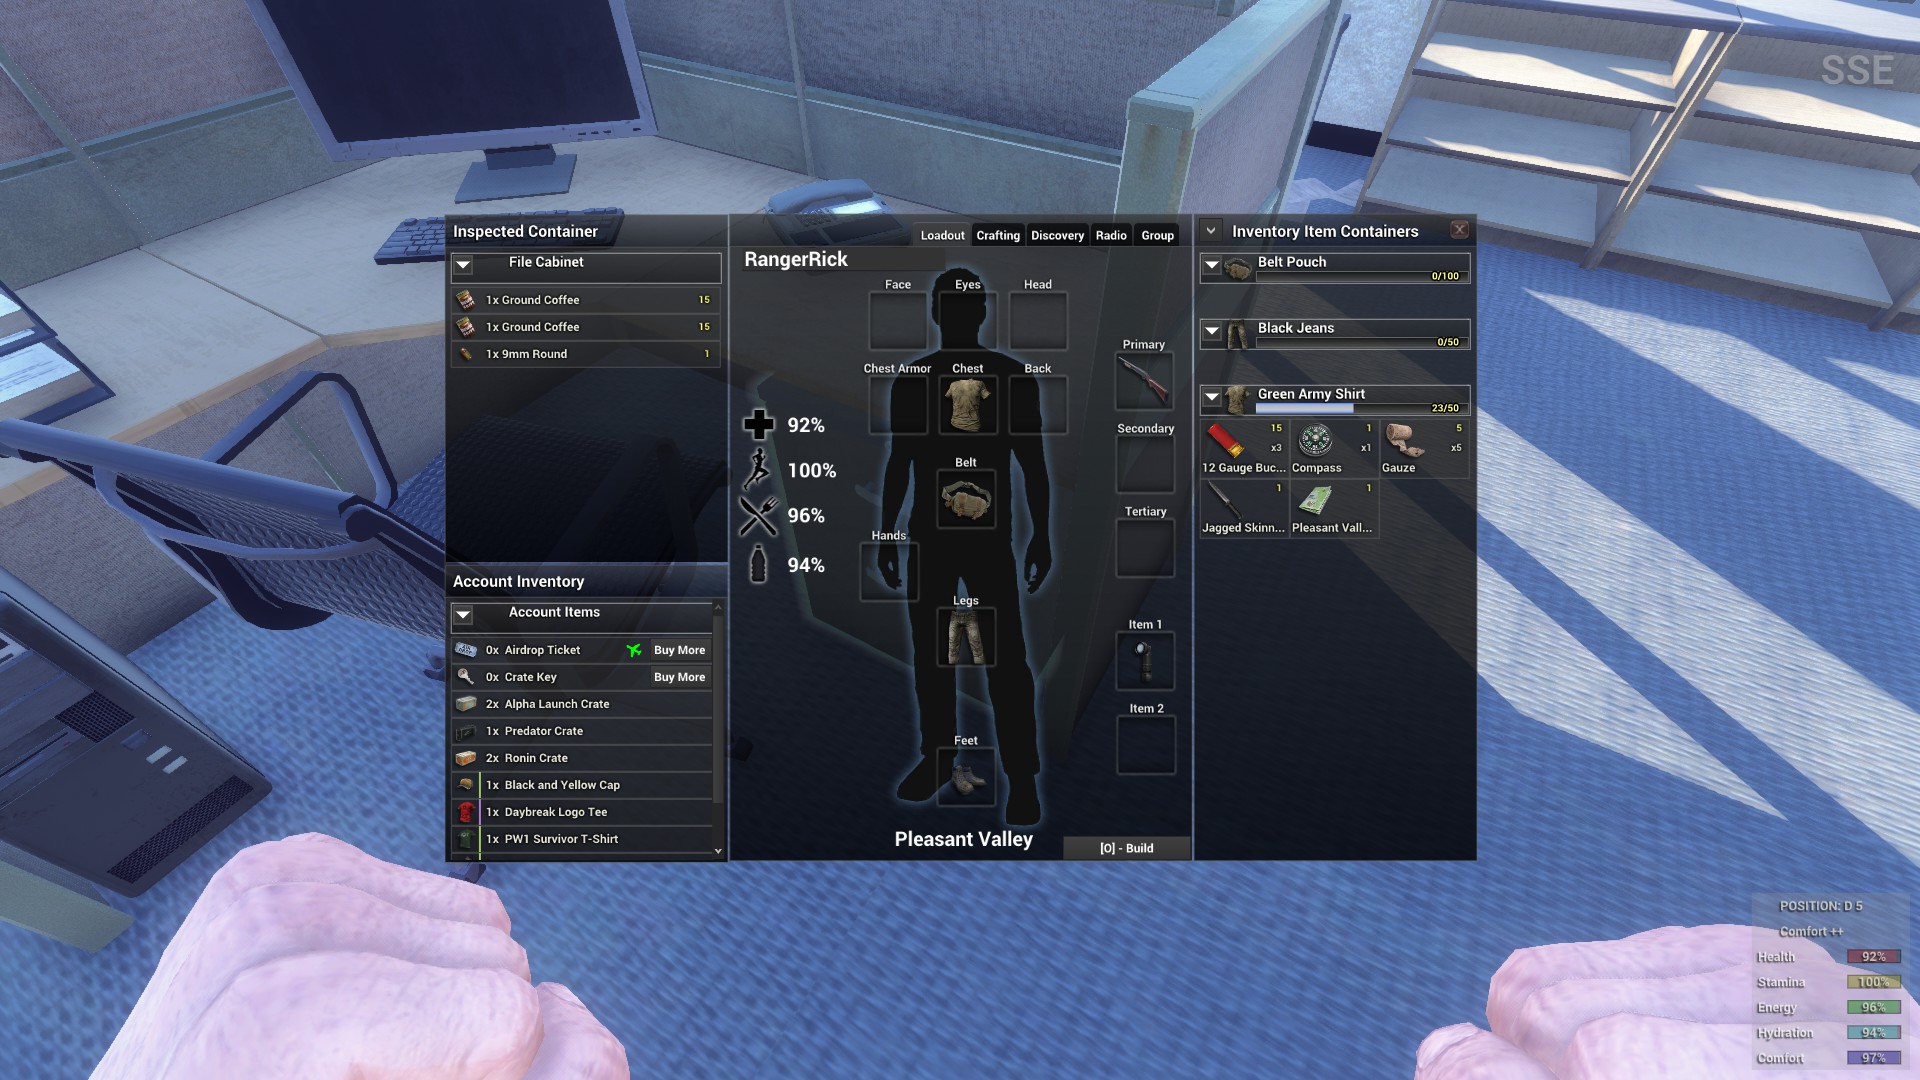 SSE
Inspected Container
File Cabinet
1x Ground Coffee 15
1x Ground Coffee 15
1x 9mm Round 1
Account Inventory
Account Items
0x Airdrop Ticket Buy More
0x Crate Key Buy More
2x Alpha Launch Crate
1x Predator Crate
2x Ronin Crate
1x Black and Yellow Cap
1x Daybreak Logo Tee
1x PW1 Survivor T-Shirt
Loadout Crafting Discovery Radio Group
RangerRick
Face Eyes Head
Primary
Chest Armor Chest Back
92%
Secondary
Belt
100%
96%
Tertiary
Hands
94%
Legs
Item 1
Item 2
Feet
Pleasant Valley
[O] - Build
Inventory Item Containers
Belt Pouch
0/100
Black Jeans
0/50
Green Army Shirt
23/50
15 x3 12 Gauge Buc...
1 x1 Compass
5 x5 Gauze
1 Jagged Skinn...
1 Pleasant Vall...
POSITION: D 5
Comfort ++
Health 92%
Stamina 100%
Energy 96%
Hydration 94%
Comfort 97%